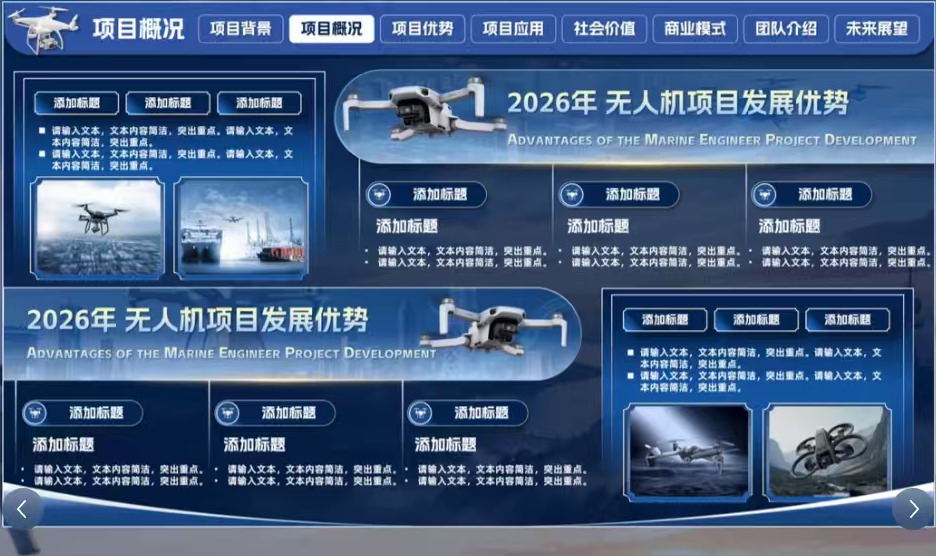 项目概况
项目背景
项目概况
项目优势
项目应用
社会价值
商业模式
团队介绍
未来展望
添加标题
添加标题
添加标题
请输入文本，文本内容简洁，突出重点。请输入文本，文
本内容简洁，突出重点。
请输入文本，文本内容简洁，突出重点。请输入文本，文
本内容简洁，突出重点。
2026年 无人机项目发展优势
Advantages of the Marine Engineer Project Development
添加标题
添加标题
请输入文本，文本内容简洁，突出重点。
请输入文本，文本内容简洁，突出重点。
添加标题
添加标题
请输入文本，文本内容简洁，突出重点。
请输入文本，文本内容简洁，突出重点。
添加标题
添加标题
请输入文本，文本内容简洁，突出重点。
请输入文本，文本内容简洁，突出重点。
2026年 无人机项目发展优势
Advantages of the Marine Engineer Project Development
添加标题
添加标题
请输入文本，文本内容简洁，突出重点。
请输入文本，文本内容简洁，突出重点。
添加标题
添加标题
请输入文本，文本内容简洁，突出重点。
请输入文本，文本内容简洁，突出重点。
添加标题
添加标题
请输入文本，文本内容简洁，突出重点。
请输入文本，文本内容简洁，突出重点。
添加标题
添加标题
添加标题
请输入文本，文本内容简洁，突出重点。请输入文本，文
本内容简洁，突出重点。
请输入文本，文本内容简洁，突出重点。请输入文本，文
本内容简洁，突出重点。